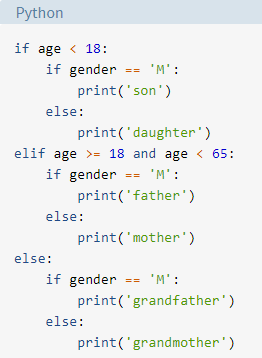 Python
if age < 18:
    if gender == 'M':
        print('son')
    else:
        print('daughter')
elif age >= 18 and age < 65:
    if gender == 'M':
        print('father')
    else:
        print('mother')
else:
    if gender == 'M':
        print('grandfather')
    else:
        print('grandmother')